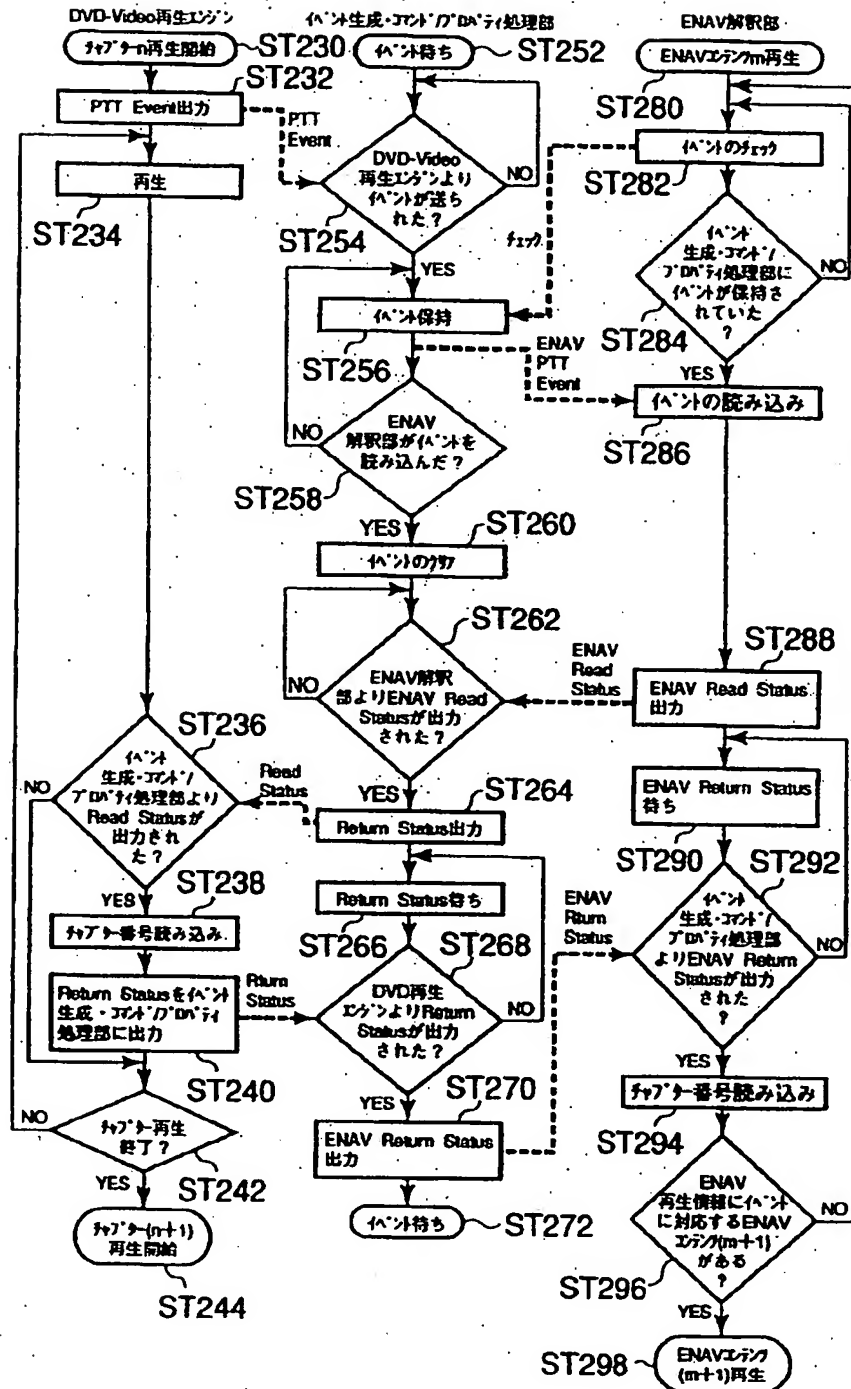 DVD-Video再生エンジン
チャプターn再生開始
ST230
ST232
PTT Event出力
PTT
Event
再生
ST234
ST236
イベント
生成・コマンド/
プロパティ処理部より
Read Statusが
出力され
た?
NO
YES
ST238
チャプター番号読み込み
Return Statusをイベント
生成・コマンド/プロパティ
処理部に出力
ST240
チャプター再生
終了?
NO
YES
ST242
チャプター(n+1)
再生開始
ST244
イベント生成・コマンド/プロパティ処理部
イベント待ち
ST252
DVD-Video
再生エンジンより
イベントが送ら
れた?
NO
ST254
YES
チェック
イベント保持
ST256
ENAV
PTT
Event
ENAV
解釈部がイベントを
読み込んだ?
NO
ST258
YES
ST260
イベントのクリア
ST262
ENAV解釈
部よりENAV Read
Statusが出力
された?
NO
ENAV
Read
Status
YES
ST264
Read
Status
Return Status出力
Return Status待ち
ST266
ST268
Rturn
Status
DVD再生
エンジンよりReturn
Statusが出力
された?
NO
YES
ST270
ENAV Return Status
出力
イベント待ち
ST272
ENAV解釈部
ENAVコンテンツm再生
ST280
イベントのチェック
ST282
イベント
生成・コマンド/
プロパティ処理部に
イベントが保持さ
れていた
?
NO
ST284
YES
イベントの読み込み
ST286
ST288
ENAV Read Status
出力
ENAV Return Status
待ち
ST290
ST292
ENAV
Rturn
Status
イベント
生成・コマンド/
プロパティ処理部
よりENAV Return
Statusが出力
された
?
NO
YES
チャプター番号読み込み
ST294
ENAV
再生情報にイベント
に対応するENAV
コンテンツ(m+1)
がある
?
NO
ST296
YES
ENAVコンテンツ
(m+1)再生
ST298